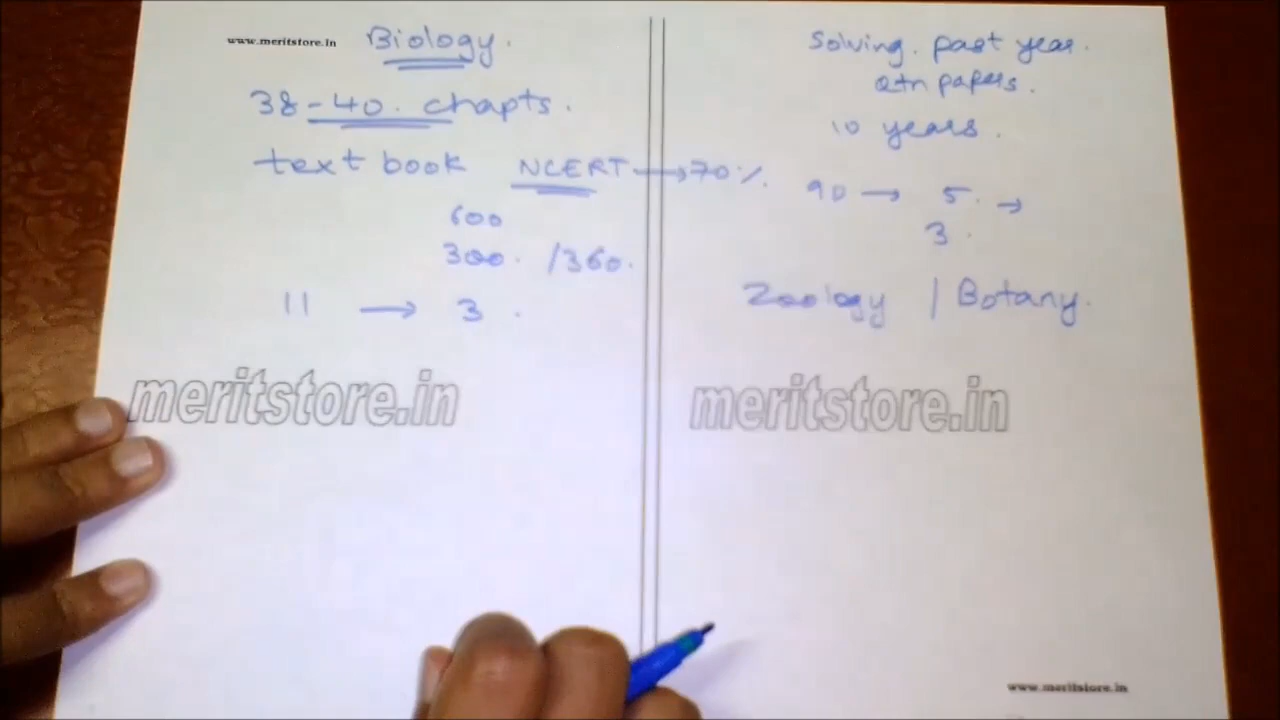 www.meritstore.in Biology.
38-40. chapts.
text book NCERT → 70%.
600
300. /360.
11 → 3.
meritstore.in
Solving. past year.
Qtn papers.
10 years.
90 → 5. →
3.
Zoology / Botany.
meritstore.in
www.meritstore.in